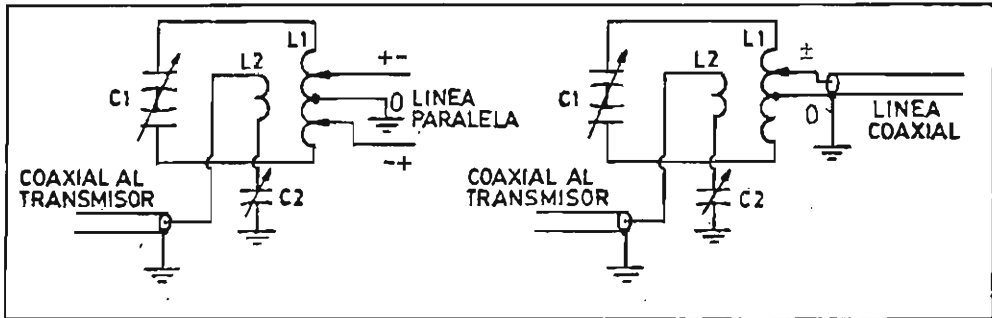 L1
L2
+-
C1
0 LINEA
PARALELA
-+
COAXIAL AL
TRANSMISOR
C2
L1
±
L2
C1
0
LINEA
COAXIAL
COAXIAL AL
TRANSMISOR
C2